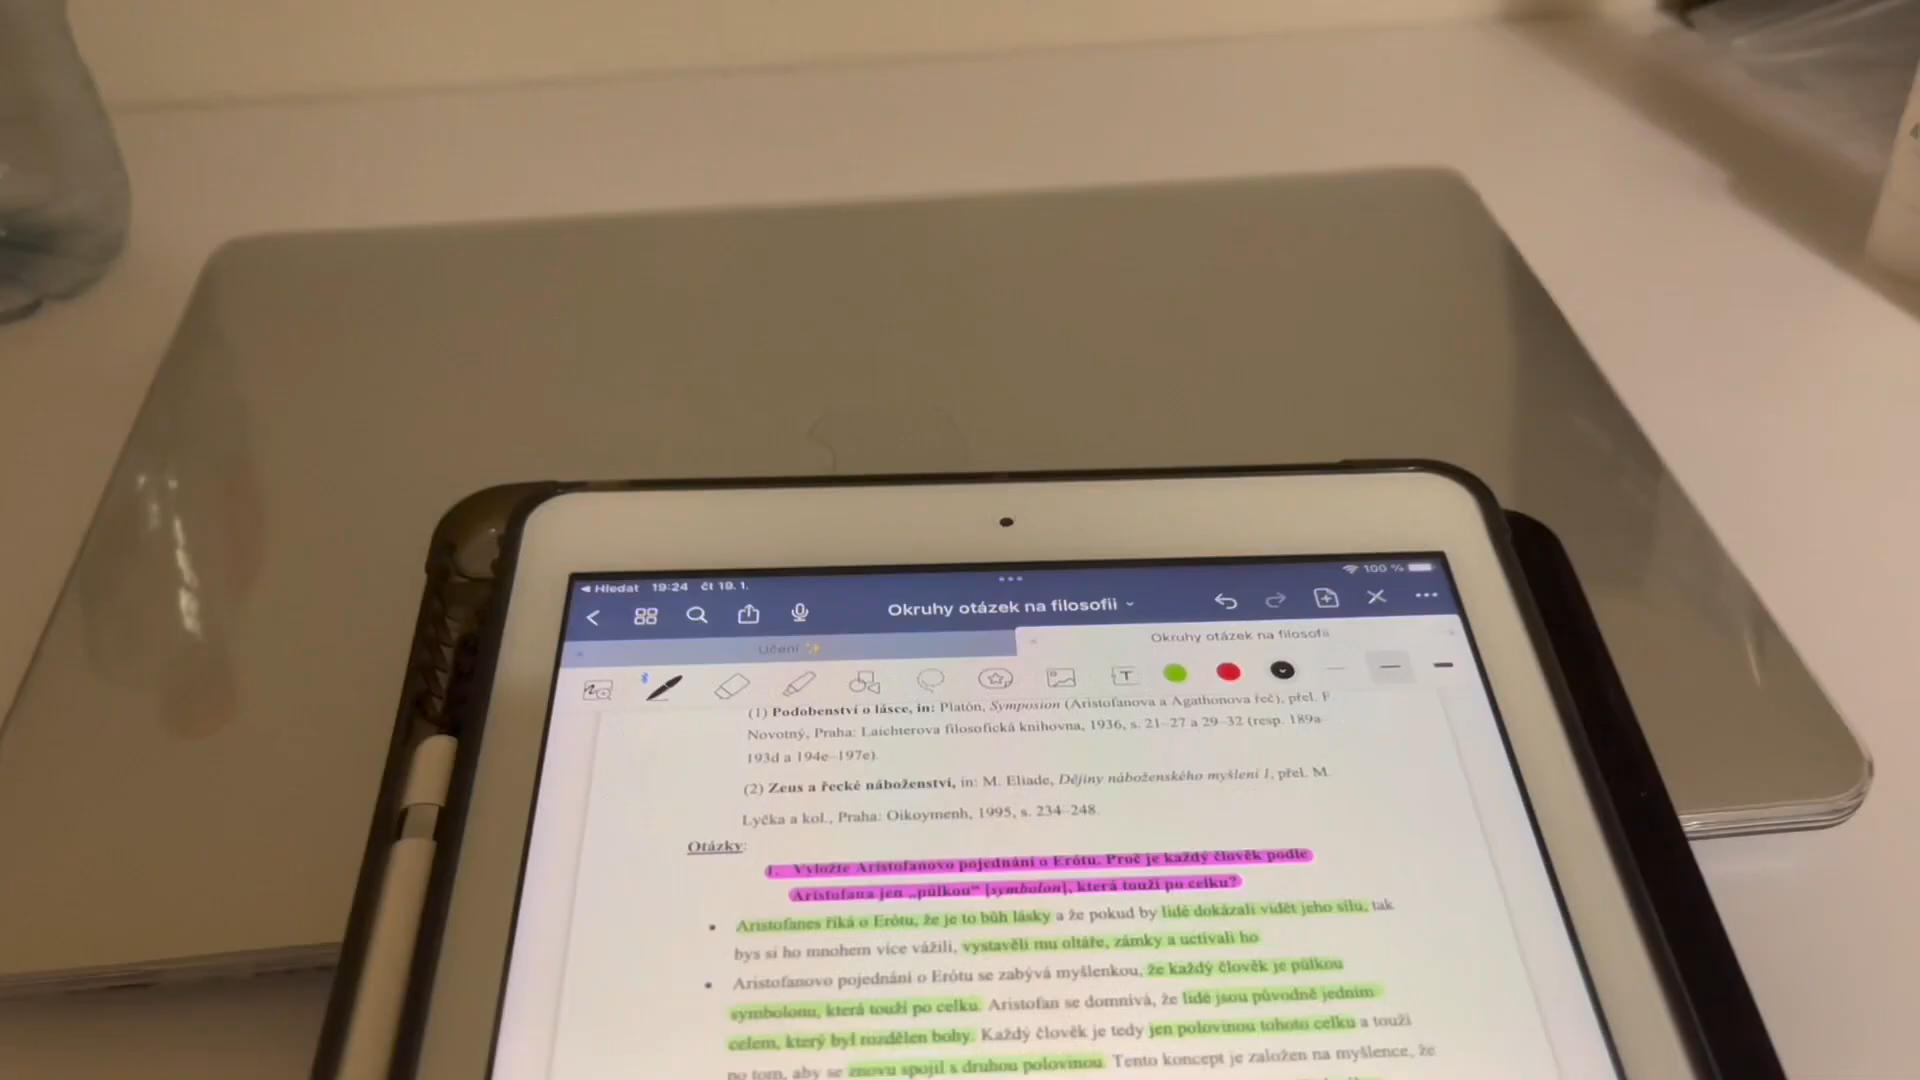 Hledat 19:24 čt 19. 1.
100 %
Okruhy otázek na filosofii
Učení ✨
Okruhy otázek na filosofii
(1) Podobenství o lásce, in: Platón, Symposion (Aristofanova a Agathonova řeč), přel. F
Novotný, Praha: Laichterova filosofická knihovna, 1936, s. 21–27 a 29–32 (resp. 189a–
193d a 194e–197e).
(2) Zeus a řecké náboženství, in: M. Eliade, Dějiny náboženského myšlení I, přel. M.
Lyčka a kol., Praha: Oikoymenh, 1995, s. 234–248.
Otázky:
1. Vyložte Aristofanovo pojednání o Erótu. Proč je každý člověk podle
Aristofana jen „půlkou“ [symbolon], která touží po celku?
• Aristofanes říká o Erótu, že je to bůh lásky a že pokud by lidé dokázali vidět jeho sílu, tak
bys si ho mnohem více vážili, vystavěli mu oltáře, zámky a uctívali ho
• Aristofanovo pojednání o Erótu se zabývá myšlenkou, že každý člověk je půlkou
symbolonu, která touží po celku. Aristofan se domnívá, že lidé jsou původně jedním
celem, který byl rozdělen bohy. Každý člověk je tedy jen polovinou tohoto celku a touží
po tom, aby se znovu spojil s druhou polovinou. Tento koncept je založen na myšlence, že